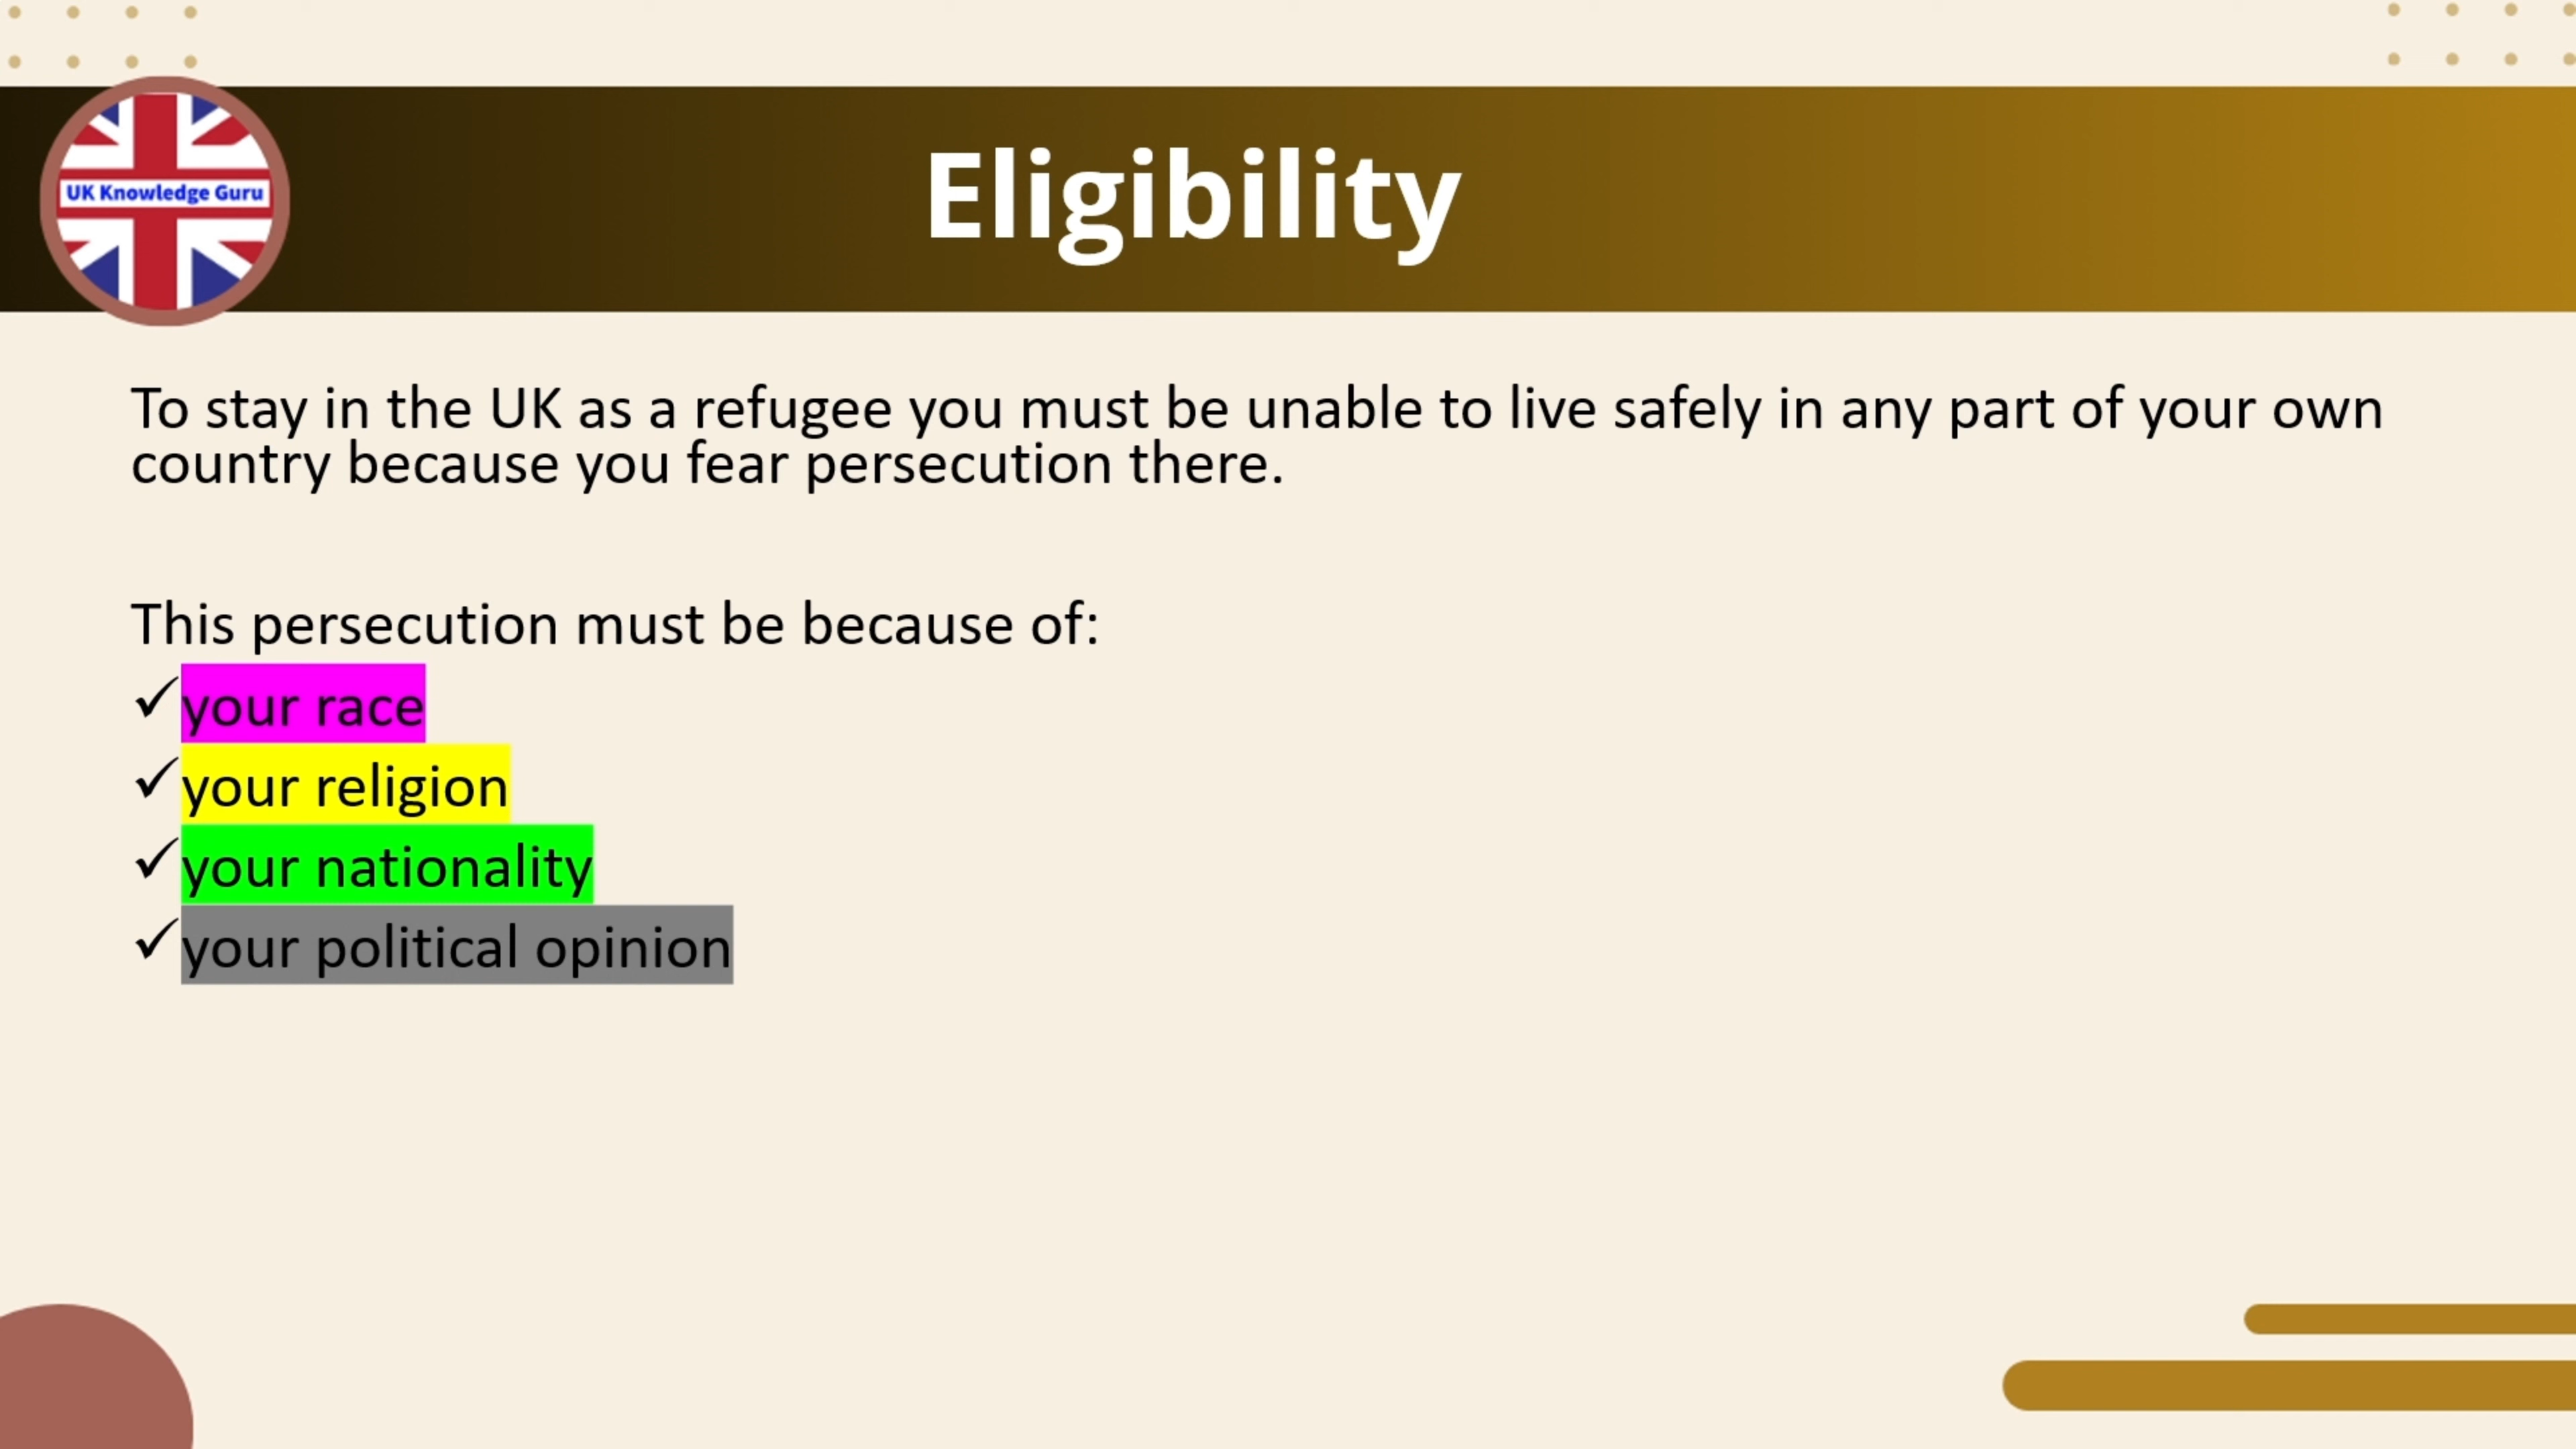 Eligibility
UK Knowledge Guru
To stay in the UK as a refugee you must be unable to live safely in any part of your own
country because you fear persecution there.
This persecution must be because of:
✓your race
✓your religion
✓your nationality
✓your political opinion